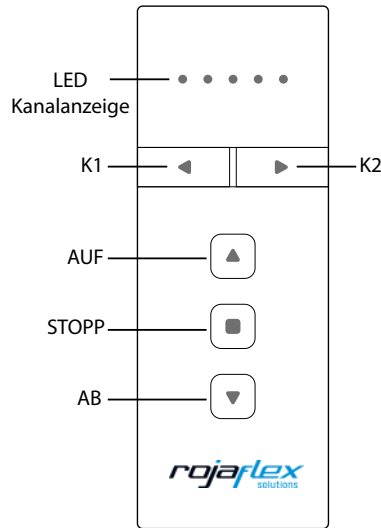 LED
Kanalanzeige
K1
K2
AUF
STOPP
AB
rojaflex
solutions